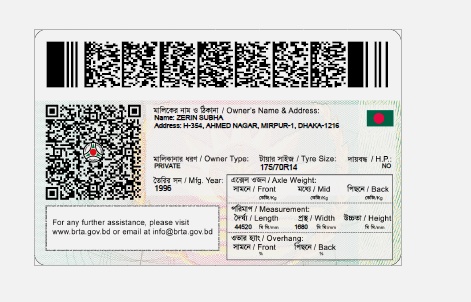 মালিকের নাম ও ঠিকানা / Owner's Name & Address:
Name: ZERIN SUBHA
Address: H-354, AHMED NAGAR, MIRPUR-1, DHAKA-1216
মালিকানার ধরণ / Owner Type: টায়ার সাইজ / Tyre Size: দায়বদ্ধ / H.P.:
PRIVATE 175/70R14 NO
তৈরির সন / Mfg. Year: এক্সেল ওজন / Axle Weight:
1996 সামনে / Front মধ্যে / Mid পিছনে / Back
কেজি/Kg কেজি/Kg কেজি/Kg
পরিমাপ / Measurement:
দৈর্ঘ্য / Length প্রস্থ / Width উচ্চতা / Height
44520 মি মি/mm 1680 মি মি/mm মি মি/mm
For any further assistance, please visit
www.brta.gov.bd or email at info@brta.gov.bd
ওভার হ্যাং / Overhang:
সামনে / Front পিছনে / Back
% %